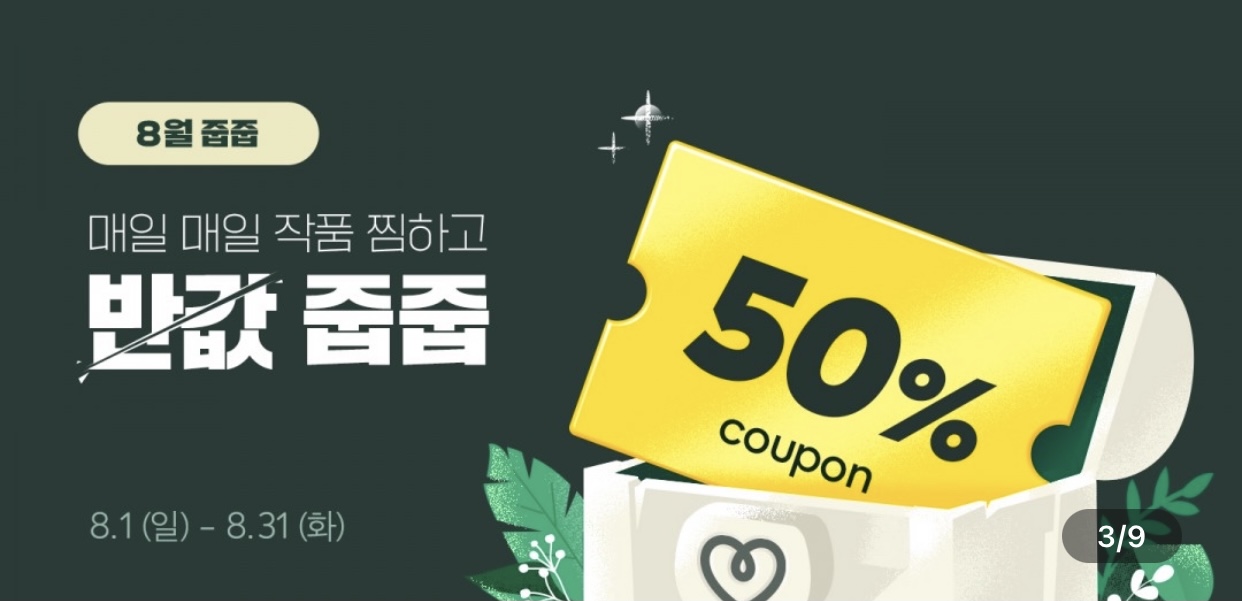 8월 줍줍
매일 매일 작품 찜하고
반값 줍줍
50%
coupon
8.1 (일) – 8.31 (화)
3/9